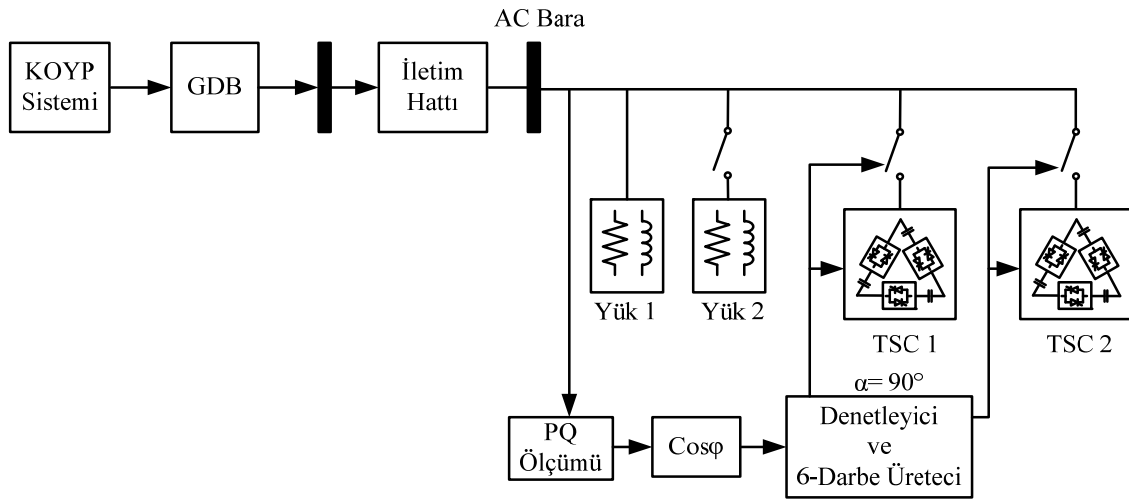 AC Bara
KOYP
Sistemi
GDB
İletim
Hattı
Yük 1
Yük 2
TSC 1
TSC 2
α= 90°
PQ
Ölçümü
Cosφ
Denetleyici
ve
6-Darbe Üreteci